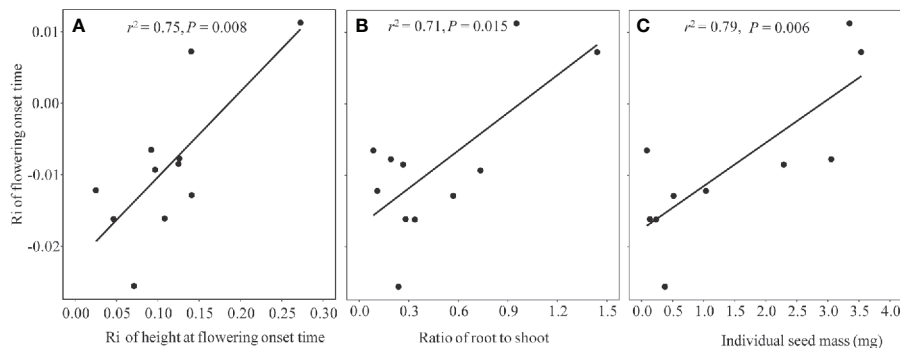 A
r² = 0.75, P = 0.008
B
r² = 0.71, P = 0.015
C
r² = 0.79, P = 0.006
Ri of flowering onset time
0.01
0.00
-0.01
-0.02
0.00 0.05 0.10 0.15 0.20 0.25 0.30
0.0 0.3 0.6 0.9 1.2 1.5
0.0 0.5 1.0 1.5 2.0 2.5 3.0 3.5 4.0
Ri of height at flowering onset time
Ratio of root to shoot
Individual seed mass (mg)